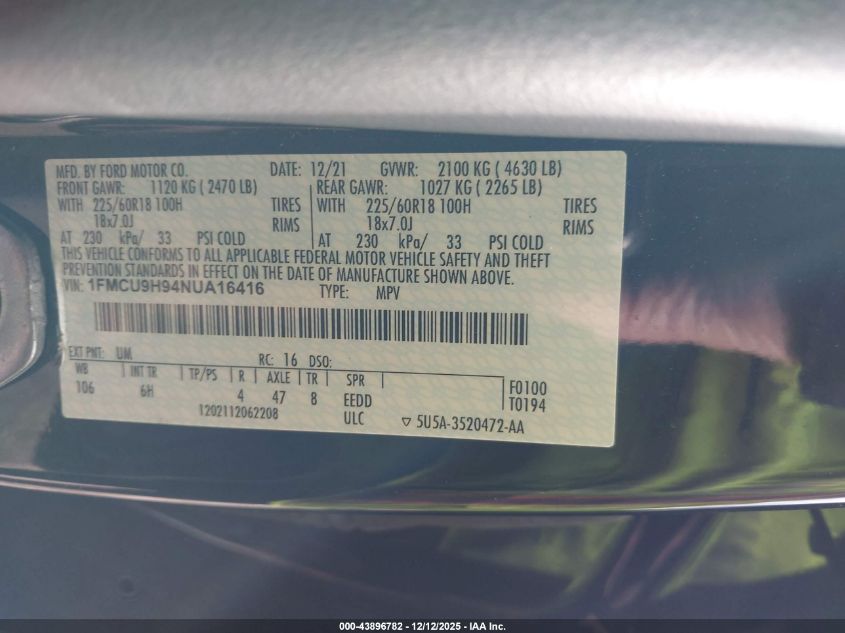 MFD. BY FORD MOTOR CO. DATE: 12/21 GVWR: 2100 KG ( 4630 LB)
FRONT GAWR: 1120 KG ( 2470 LB) REAR GAWR: 1027 KG ( 2265 LB)
WITH 225/60R18 100H TIRES WITH 225/60R18 100H TIRES
18x7.0J RIMS 18x7.0J RIMS
AT 230 kPa/ 33 PSI COLD AT 230 kPa/ 33 PSI COLD
THIS VEHICLE CONFORMS TO ALL APPLICABLE FEDERAL MOTOR VEHICLE SAFETY AND THEFT
PREVENTION STANDARDS IN EFFECT ON THE DATE OF MANUFACTURE SHOWN ABOVE.
VIN: 1FMCU9H94NUA16416 TYPE: MPV
EXT PNT: UM RC: 16 DSO:
WB INT TR TP/PS R AXLE TR SPR F0100
106 6H 4 47 8 EEDD T0194
1202112062208 ULC ▽ 5U5A-3520472-AA
000-43896782 - 12/12/2025 - IAA Inc.